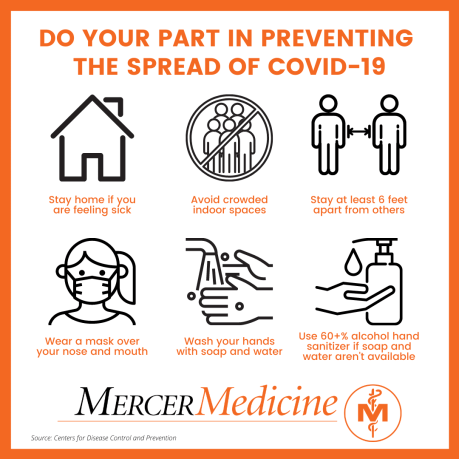 DO YOUR PART IN PREVENTING
THE SPREAD OF COVID-19
Stay home if you
are feeling sick
Avoid crowded
indoor spaces
Stay at least 6 feet
apart from others
Wear a mask over
your nose and mouth
Wash your hands
with soap and water
Use 60+% alcohol hand
sanitizer if soap and
water aren't available
MERCER Medicine
M
Source: Centers for Disease Control and Prevention